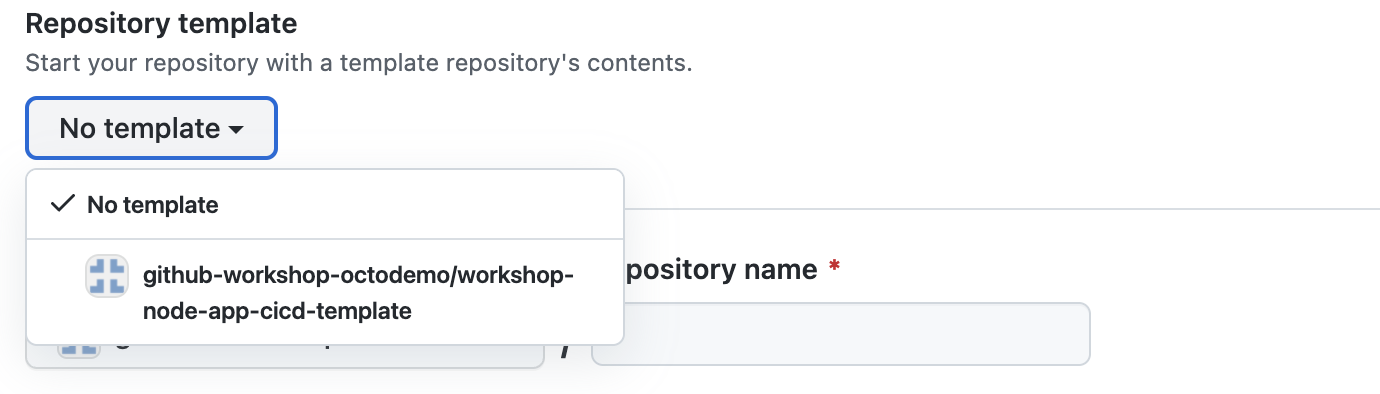 Repository template
Start your repository with a template repository's contents.
No template
No template
github-workshop-octodemo/workshop-
node-app-cicd-template
pository name *
/